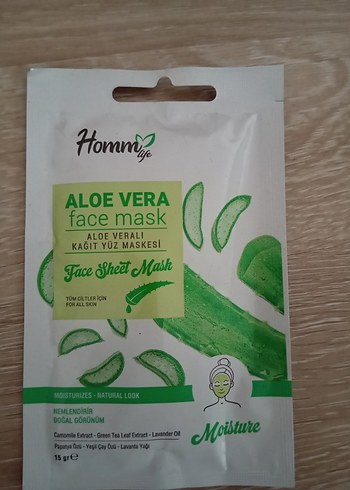 Homm
life
ALOE VERA
face mask
ALOE VERALI
KAĞIT YÜZ MASKESİ
Face Sheet Mask
TÜM CİLTLER İÇİN
FOR ALL SKIN
MOISTURIZES - NATURAL LOOK
NEMLENDİRİR
DOĞAL GÖRÜNÜM
Moisture
Camomile Extract - Green Tea Leaf Extract - Lavander Oil
Papatya Özü - Yeşil Çay Özü - Lavanta Yağı
15 gr e